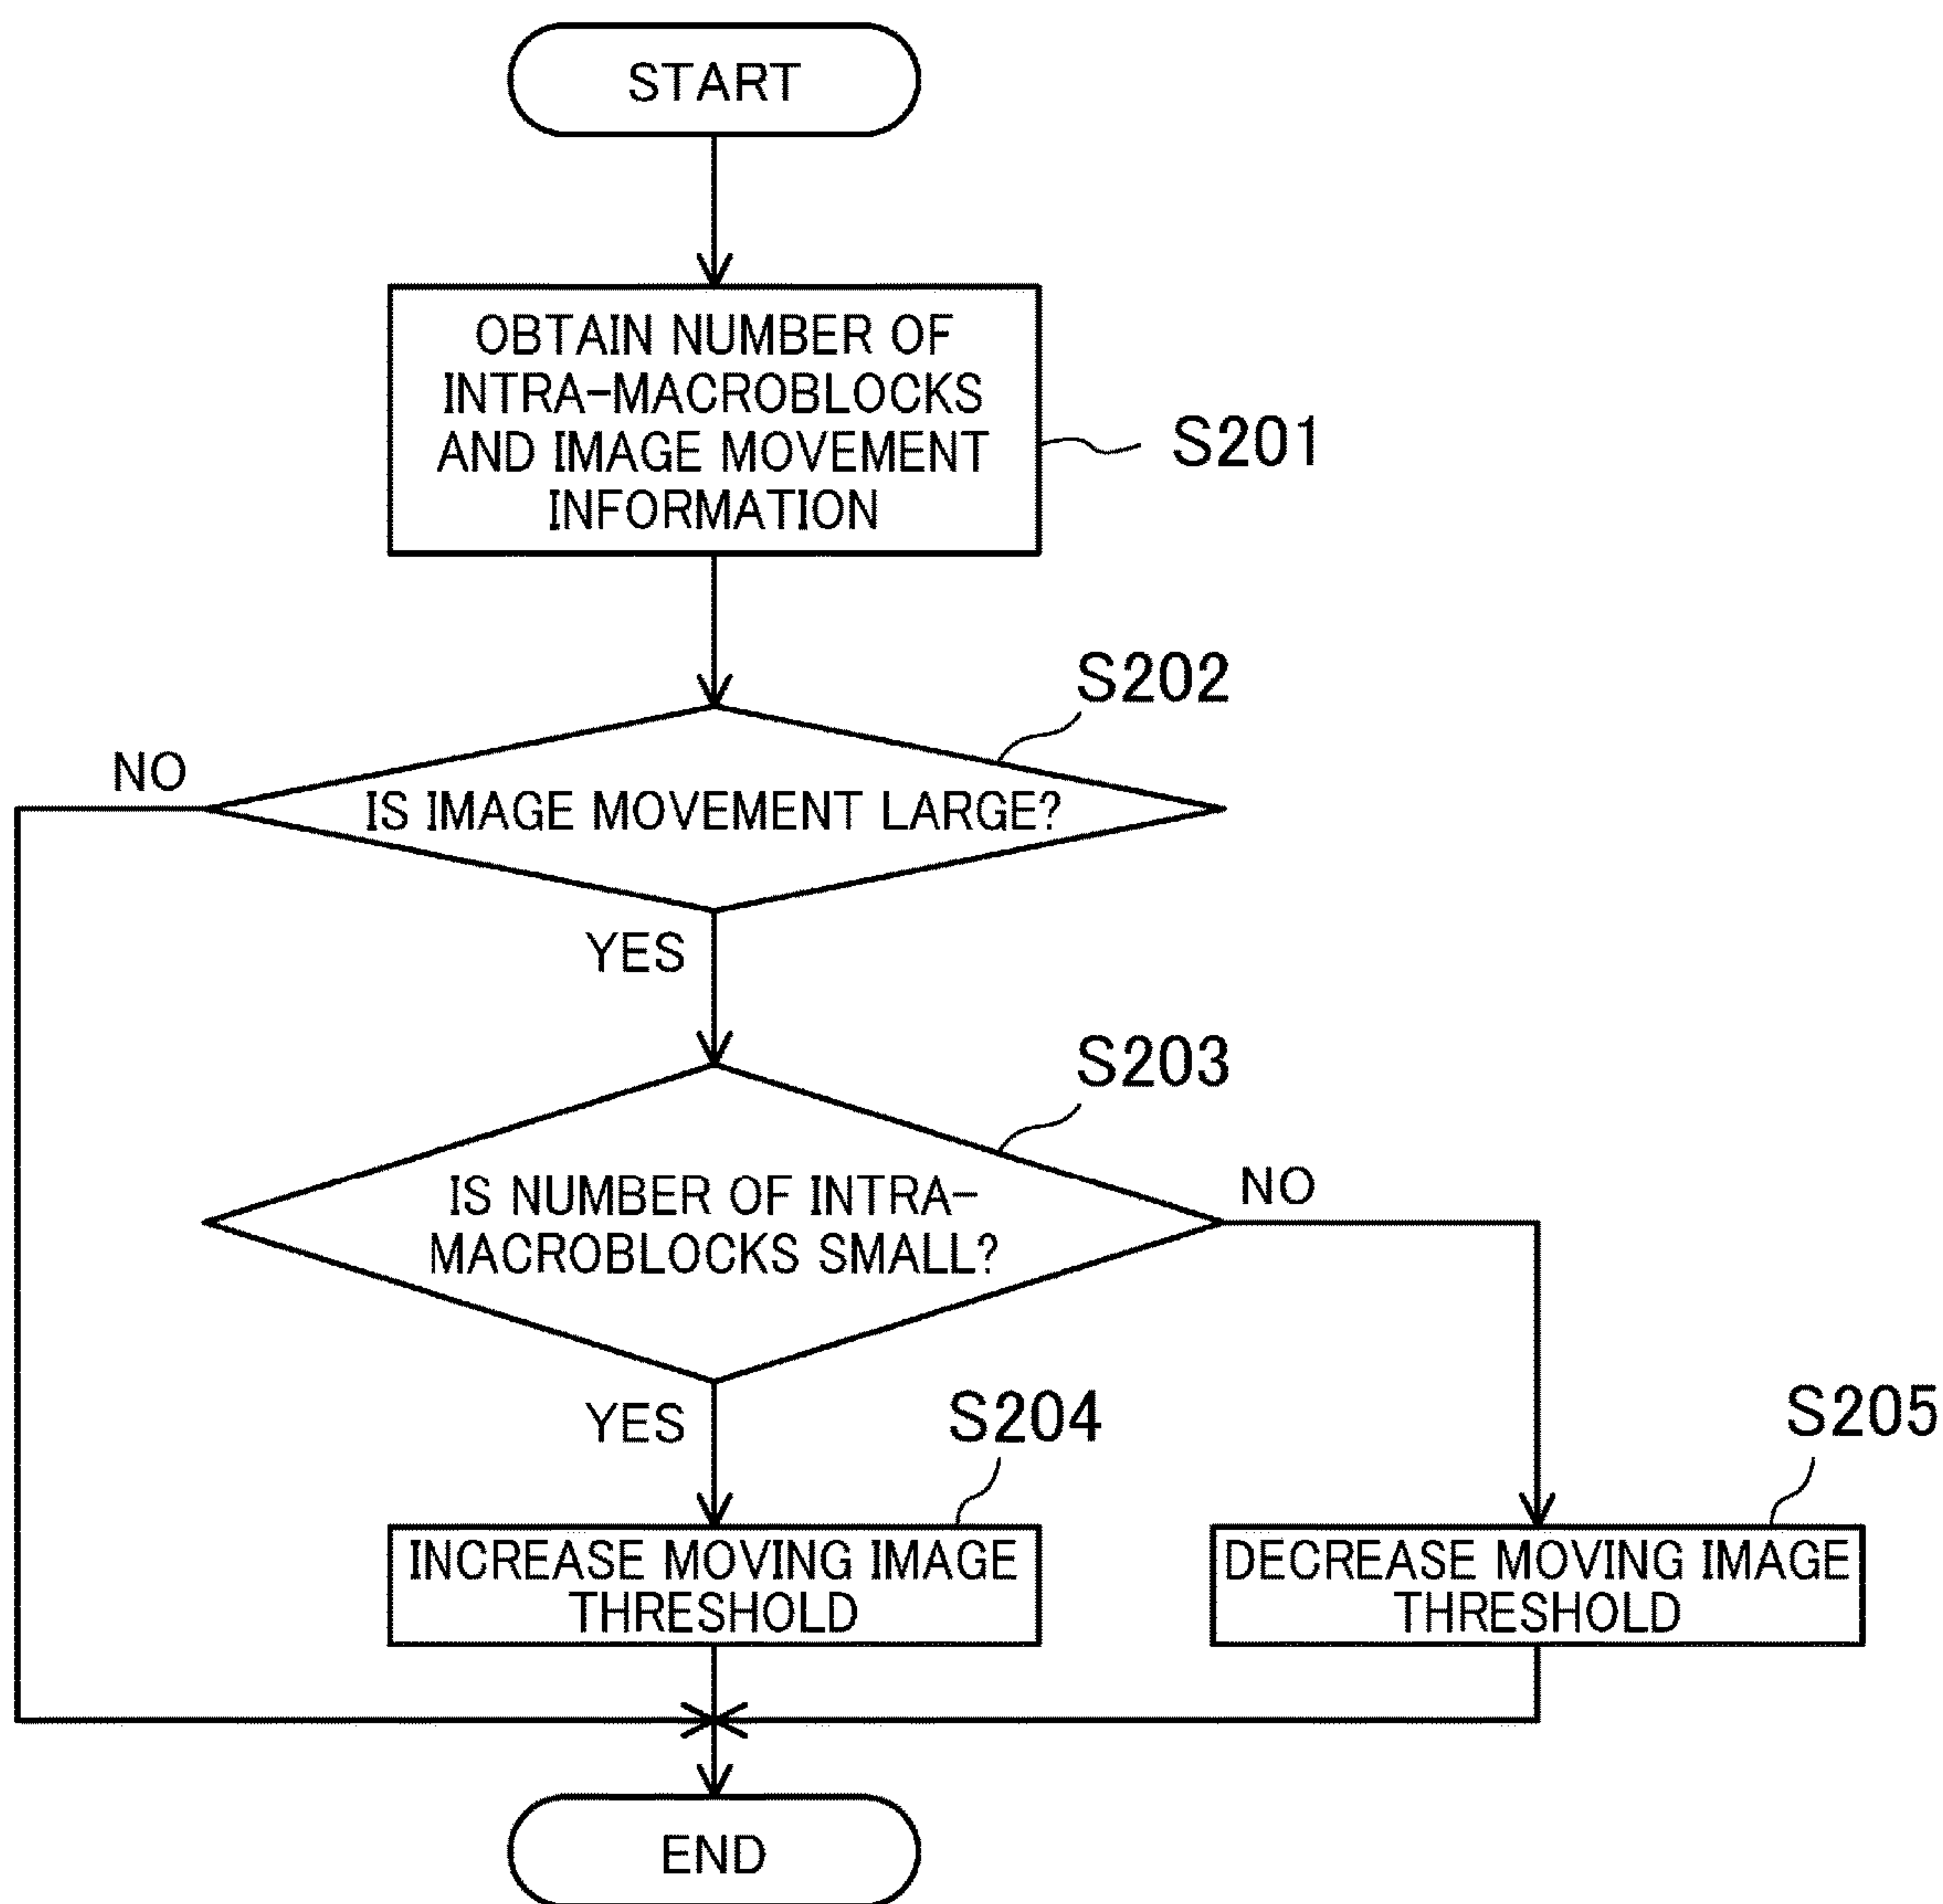 START
OBTAIN NUMBER OF
INTRA-MACROBLOCKS
AND IMAGE MOVEMENT
INFORMATION
S201
S202
NO
IS IMAGE MOVEMENT LARGE?
YES
S203
IS NUMBER OF INTRA-
MACROBLOCKS SMALL?
NO
YES
S204
S205
INCREASE MOVING IMAGE
THRESHOLD
DECREASE MOVING IMAGE
THRESHOLD
END